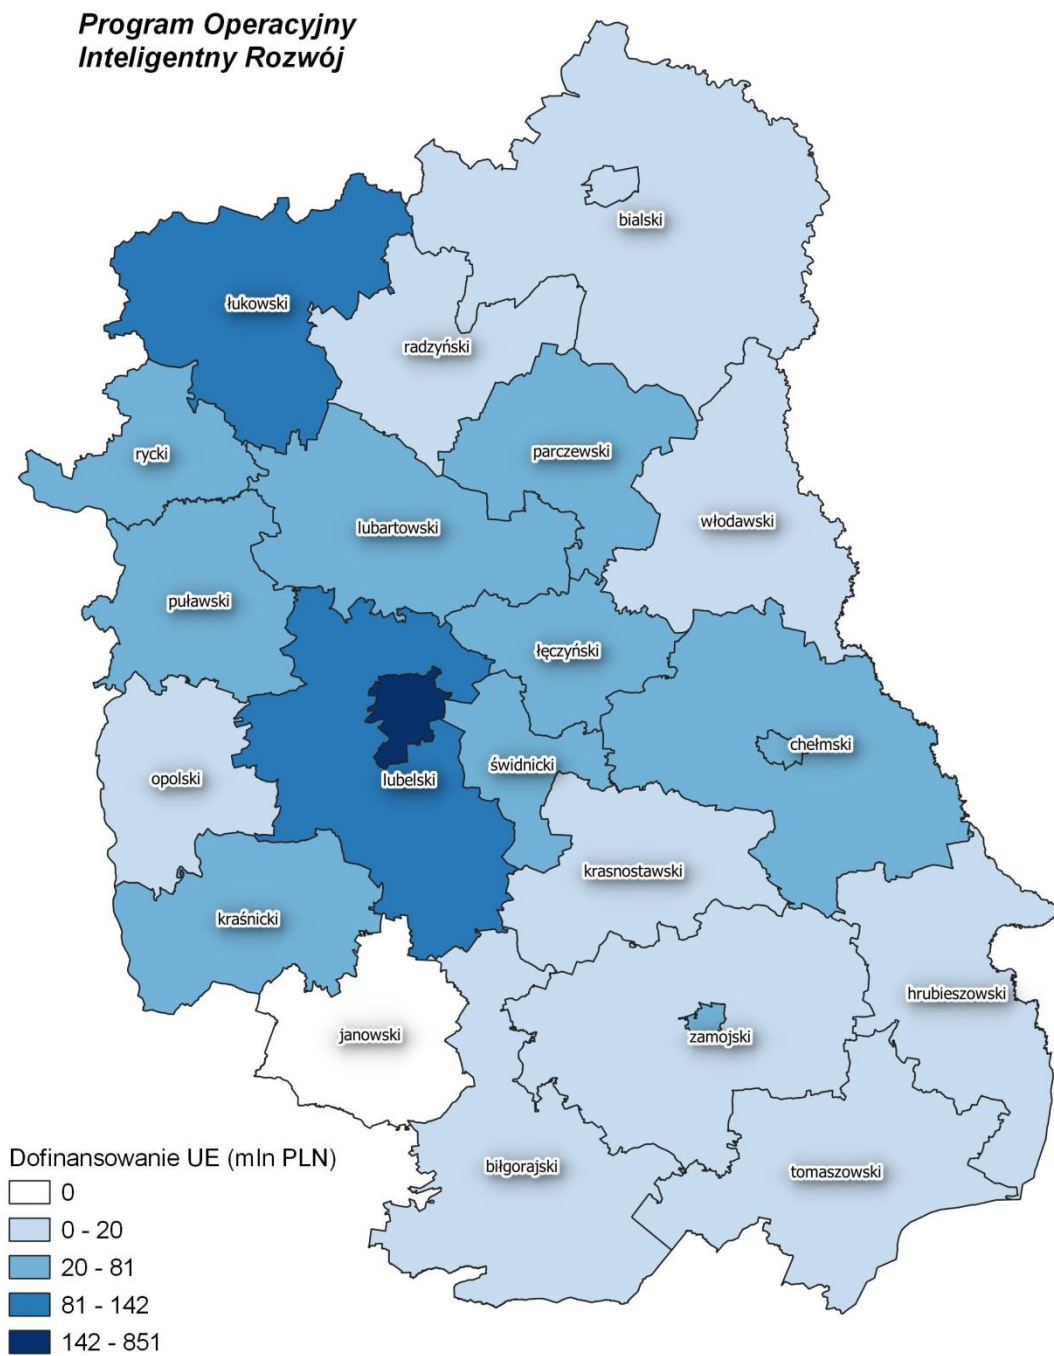 Program Operacyjny
Inteligentny Rozwój
bialski
łukowski
radzyński
rycki
parczewski
lubartowski
włodawski
puławski
łęczyński
chełmski
świdnicki
opolski
lubelski
krasnostawski
kraśnicki
hrubieszowski
janowski
zamojski
biłgorajski
tomaszowski
Dofinansowanie UE (mln PLN)
0
0 - 20
20 - 81
81 - 142
142 - 851